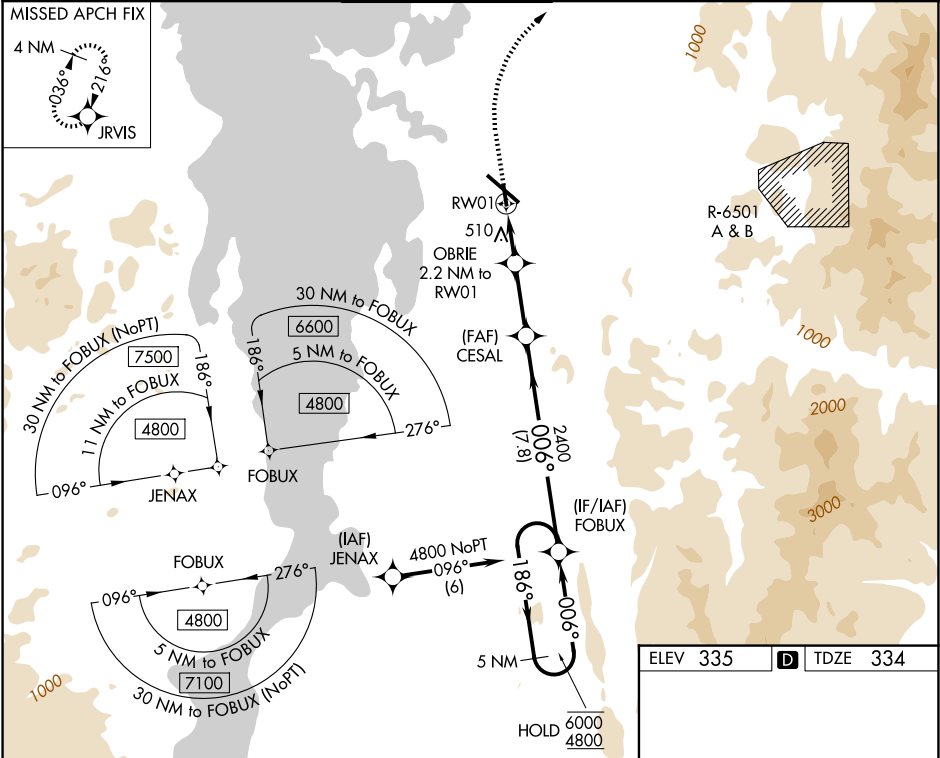 MISSED APCH FIX
4 NM
036°
216°
JRVIS
1000
R-6501
A & B
RW01
510
OBRIE
2.2 NM to
RW01
(FAF)
CESAL
1000
2000
3000
30 NM to FOBUX (NoPT)
7500
186°
11 NM to FOBUX
4800
096°
JENAX
30 NM to FOBUX
6600
186°
5 NM to FOBUX
4800
276°
FOBUX
2400
006°
(7.8)
(IF/IAF)
FOBUX
(IAF)
JENAX
4800 NoPT
096°
(6)
186°
006°
5 NM
HOLD 6000
4800
FOBUX
096°
276°
4800
5 NM to FOBUX
7100
30 NM to FOBUX (NoPT)
1000
ELEV 335 D TDZE 334